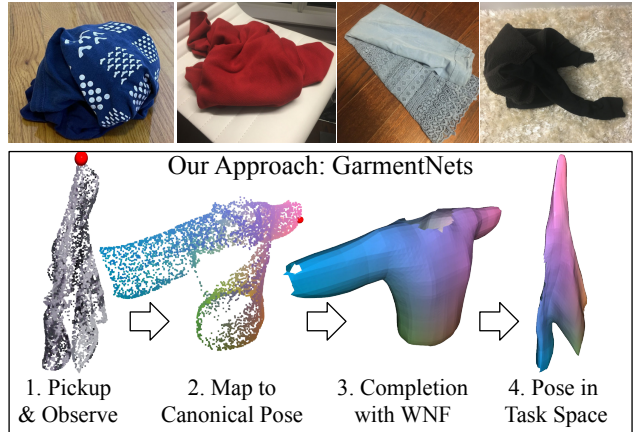 Our Approach: GarmentNets
1. Pickup
& Observe
2. Map to
Canonical Pose
3. Completion
with WNF
4. Pose in
Task Space